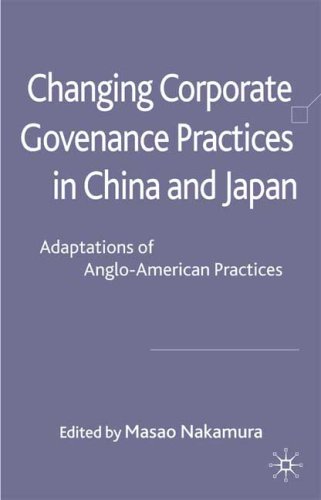 Changing Corporate
Govenance Practices
in China and Japan
Adaptations of
Anglo-American Practices
Edited by Masao Nakamura